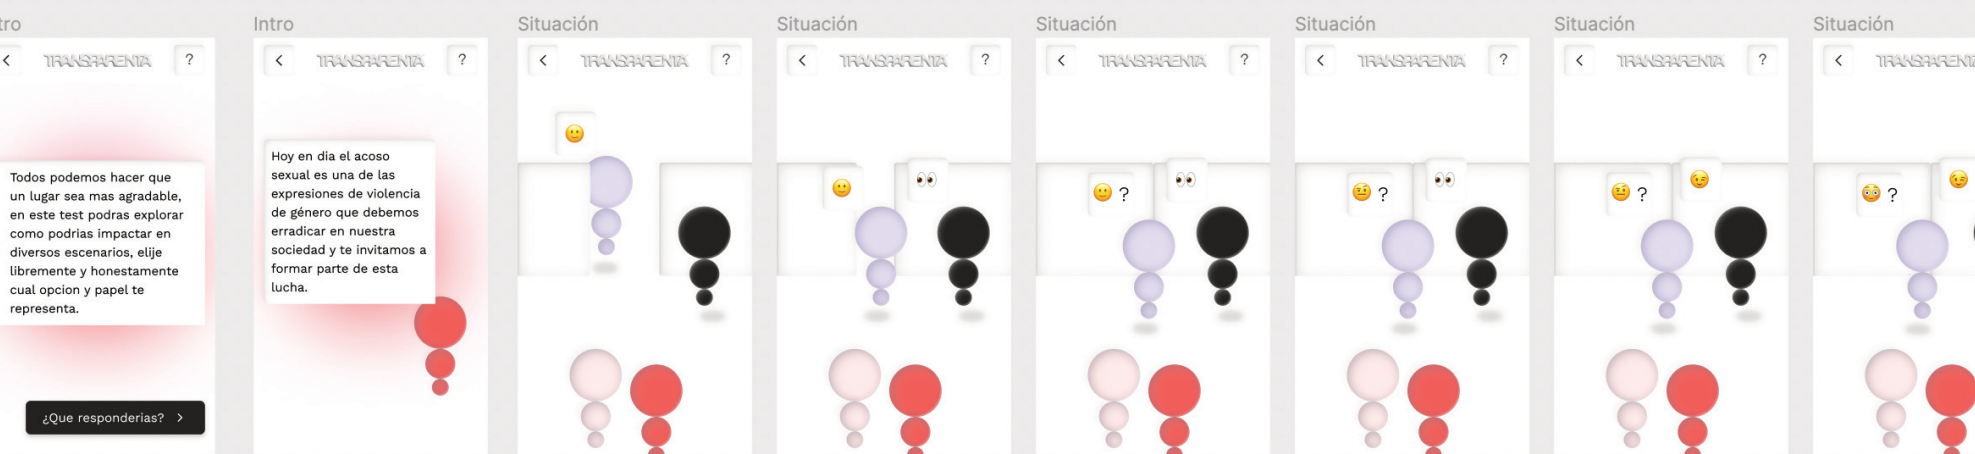 tro
Intro
Situación
Situación
Situación
Situación
Situación
Situación
<
TRANSPARENTA
?
<
TRANSPARENTA
?
<
TRANSPARENTA
?
<
TRANSPARENTA
?
<
TRANSPARENTA
?
<
TRANSPARENTA
?
<
TRANSPARENTA
?
<
TRANSPARENTA
Todos podemos hacer que
un lugar sea mas agradable,
en este test podras explorar
como podrias impactar en
diversos escenarios, elije
libremente y honestamente
cual opcion y papel te
representa.
¿Que responderias? >
Hoy en dia el acoso
sexual es una de las
expresiones de violencia
de género que debemos
erradicar en nuestra
sociedad y te invitamos a
formar parte de esta
lucha.
?
?
?
?